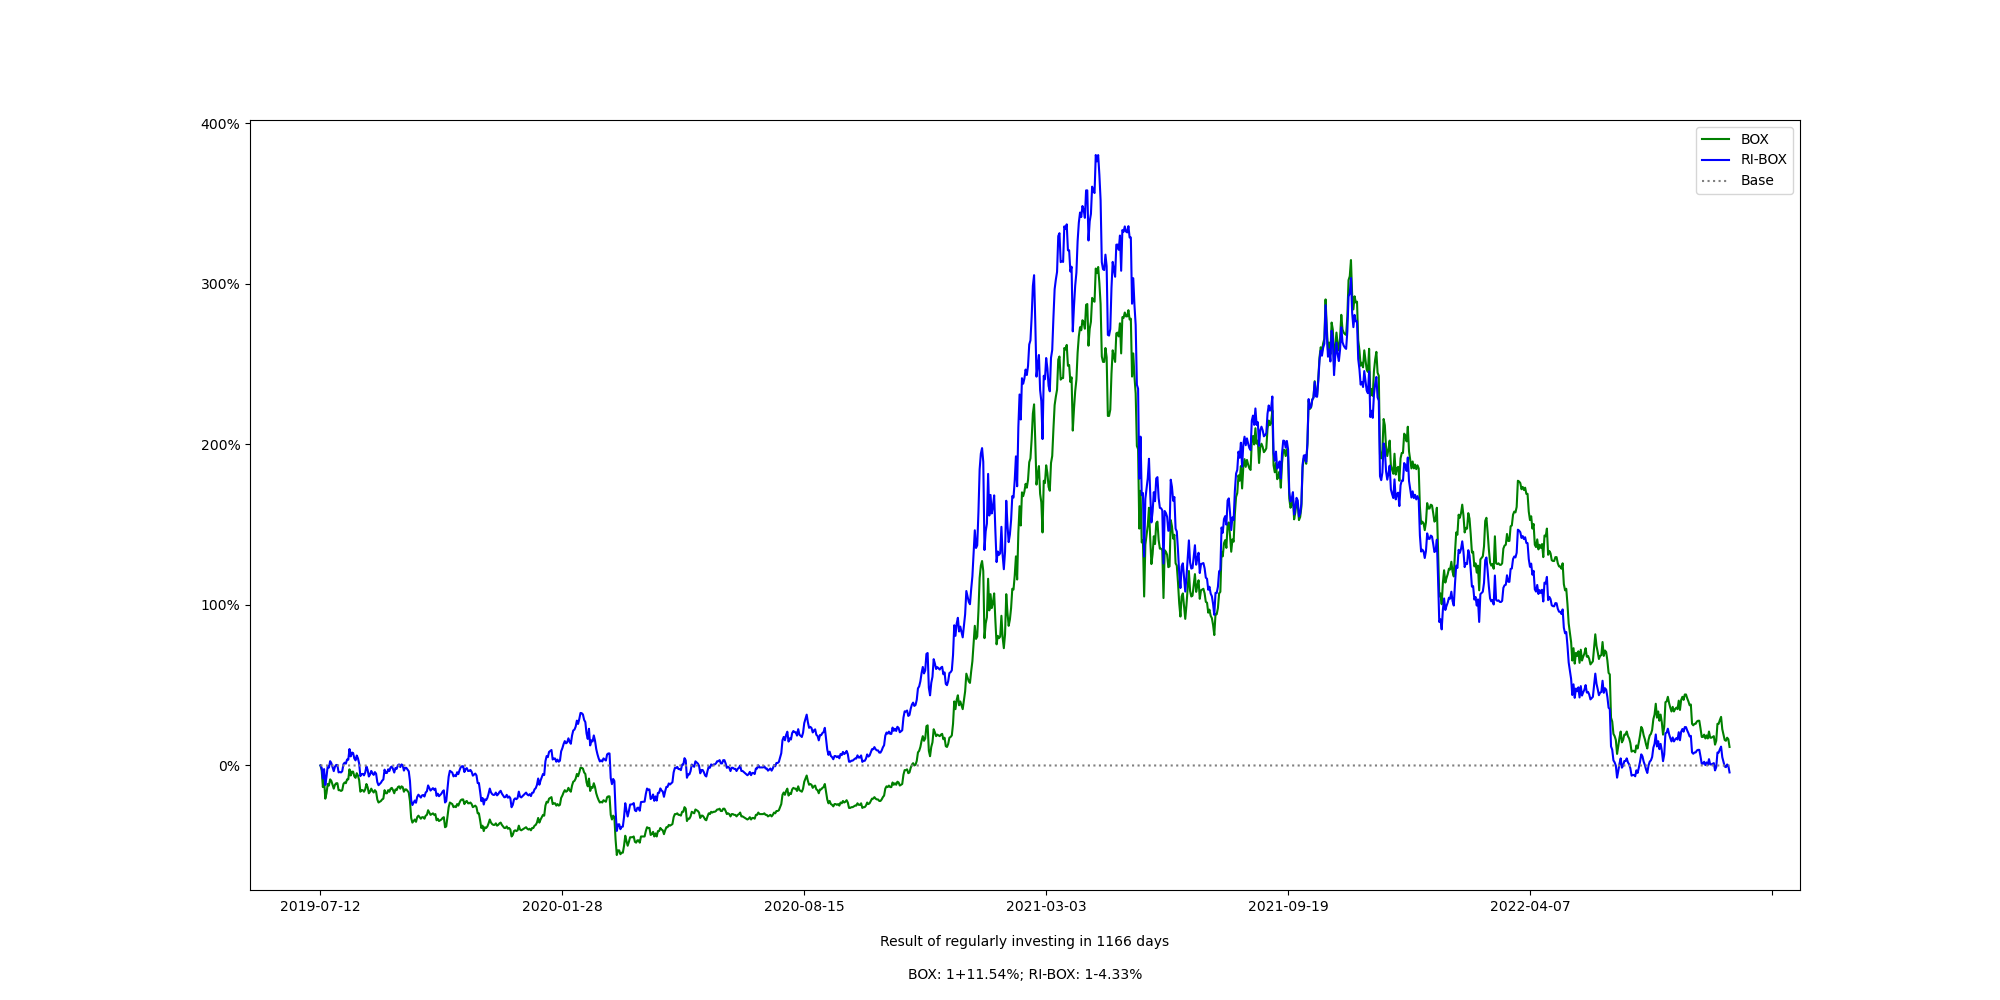 400%
300%
200%
100%
0%
BOX
RI-BOX
Base
2019-07-12
2020-01-28
2020-08-15
2021-03-03
2021-09-19
2022-04-07
Result of regularly investing in 1166 days
BOX: 1+11.54%; RI-BOX: 1-4.33%